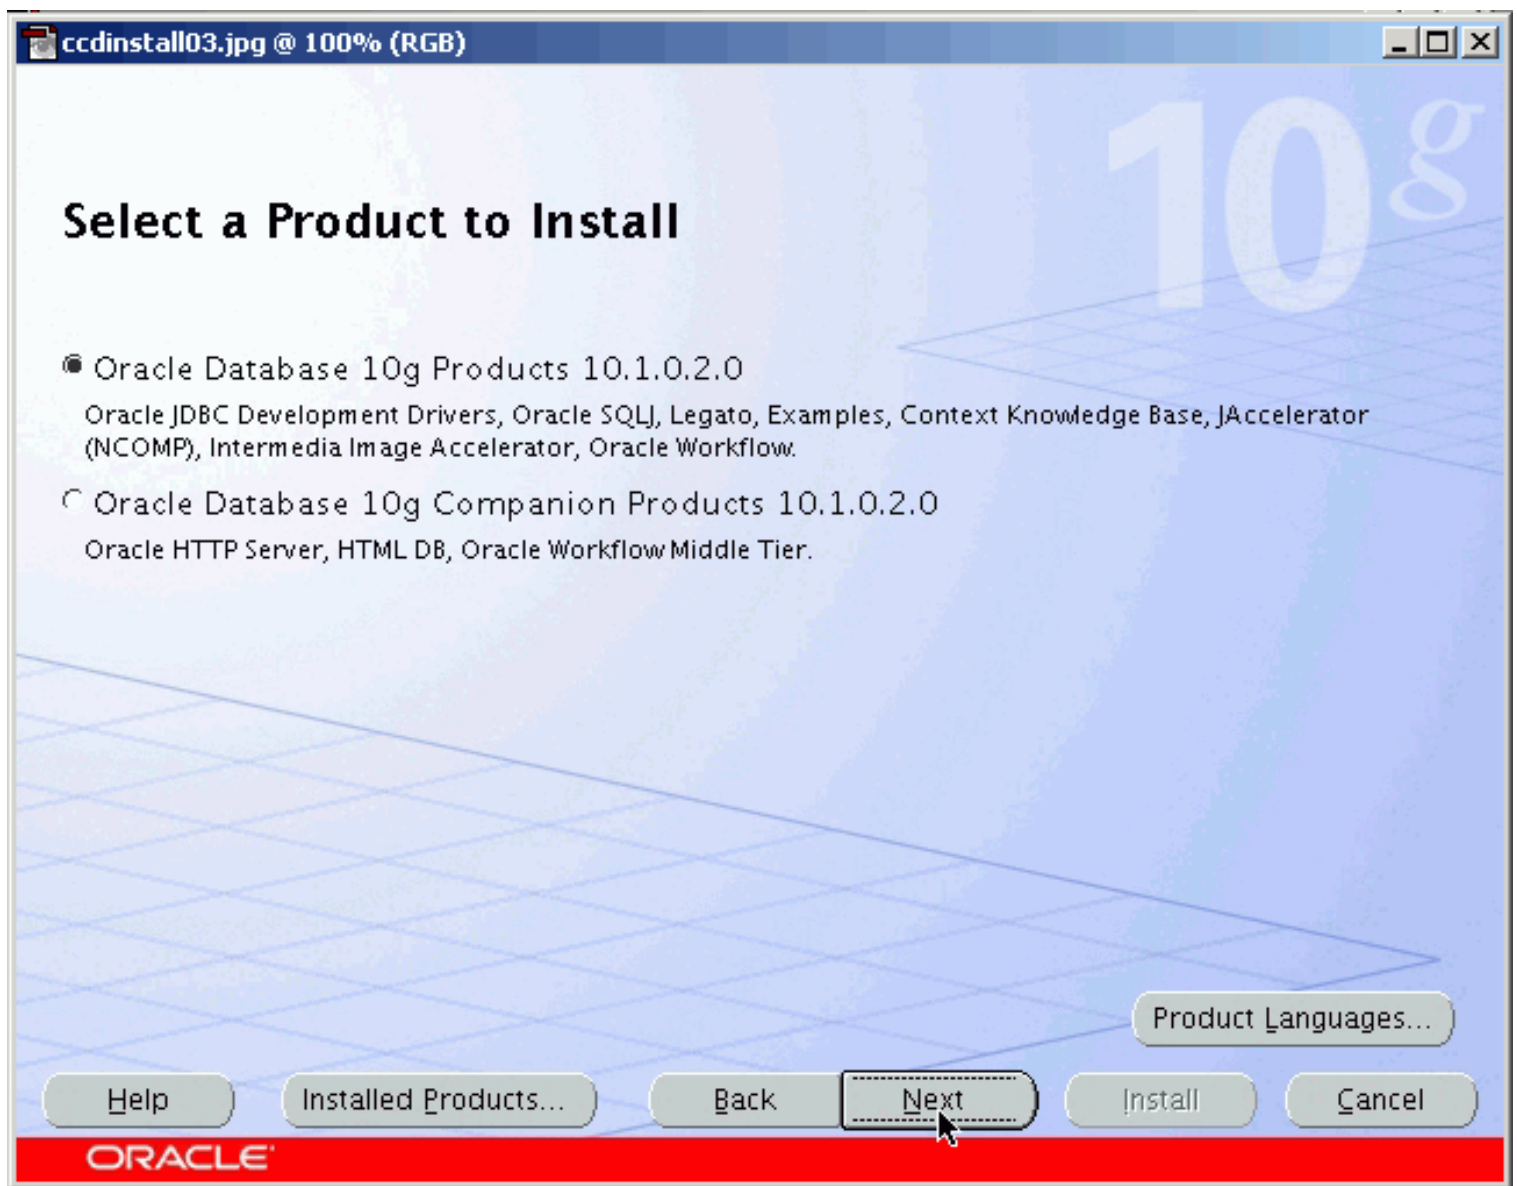 ccdinstall03.jpg @ 100% (RGB)
10g
Select a Product to Install
Oracle Database 10g Products 10.1.0.2.0
Oracle JDBC Development Drivers, Oracle SQLJ, Legato, Examples, Context Knowledge Base, JAccelerator
(NCOMP), Intermedia Image Accelerator, Oracle Workflow.
Oracle Database 10g Companion Products 10.1.0.2.0
Oracle HTTP Server, HTML DB, Oracle Workflow Middle Tier.
Product Languages...
Help Installed Products... Back Next Install Cancel
ORACLE